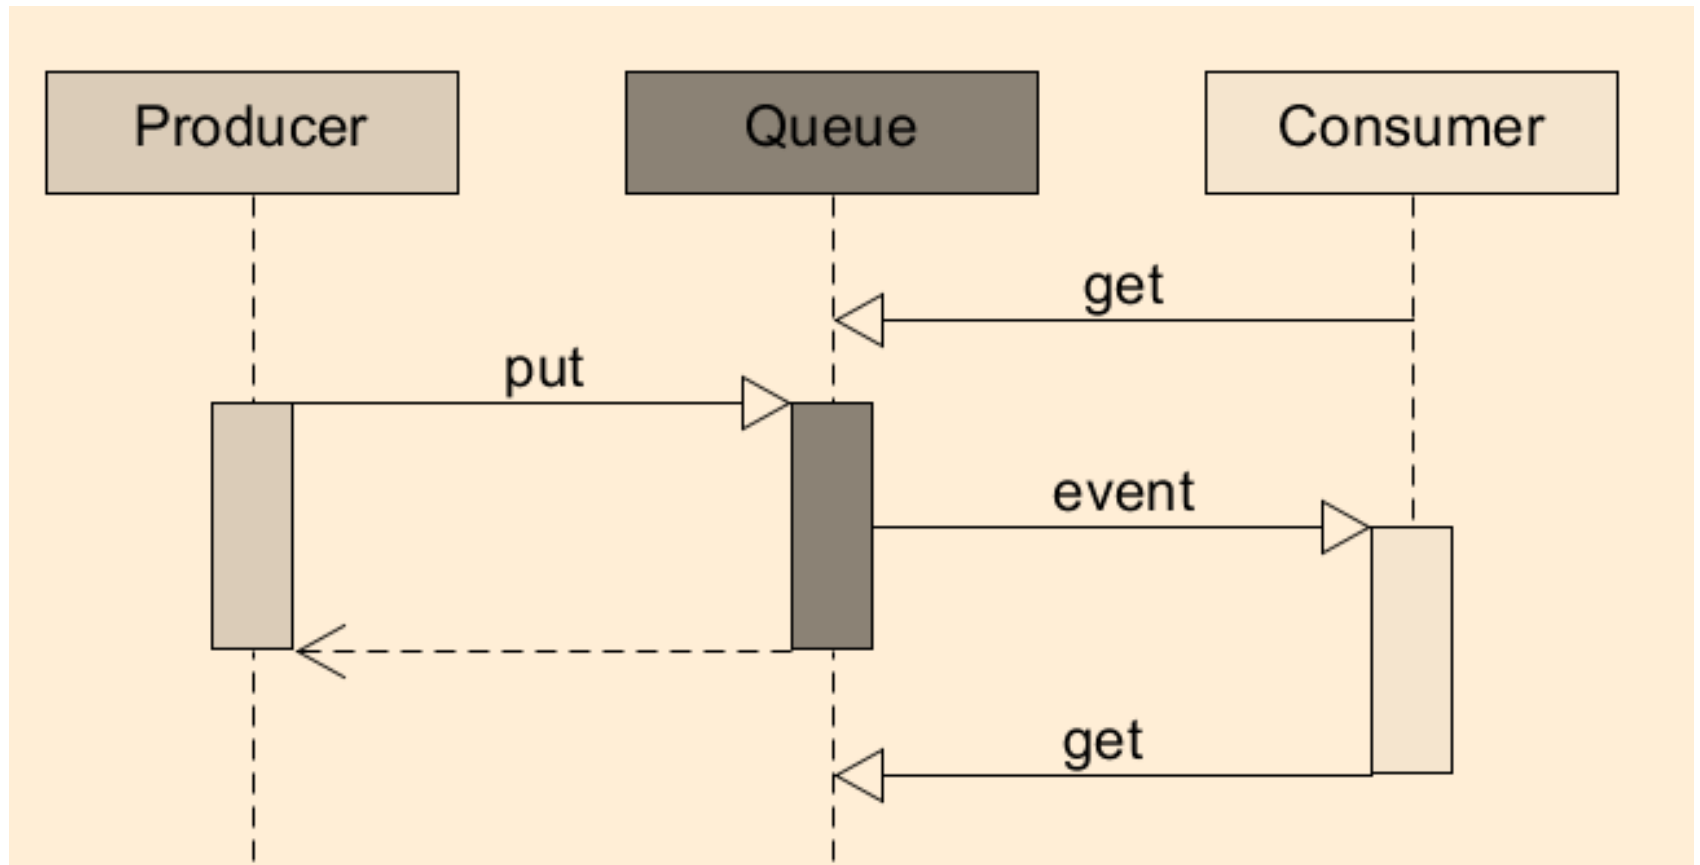 Producer
Queue
Consumer
get
put
event
get